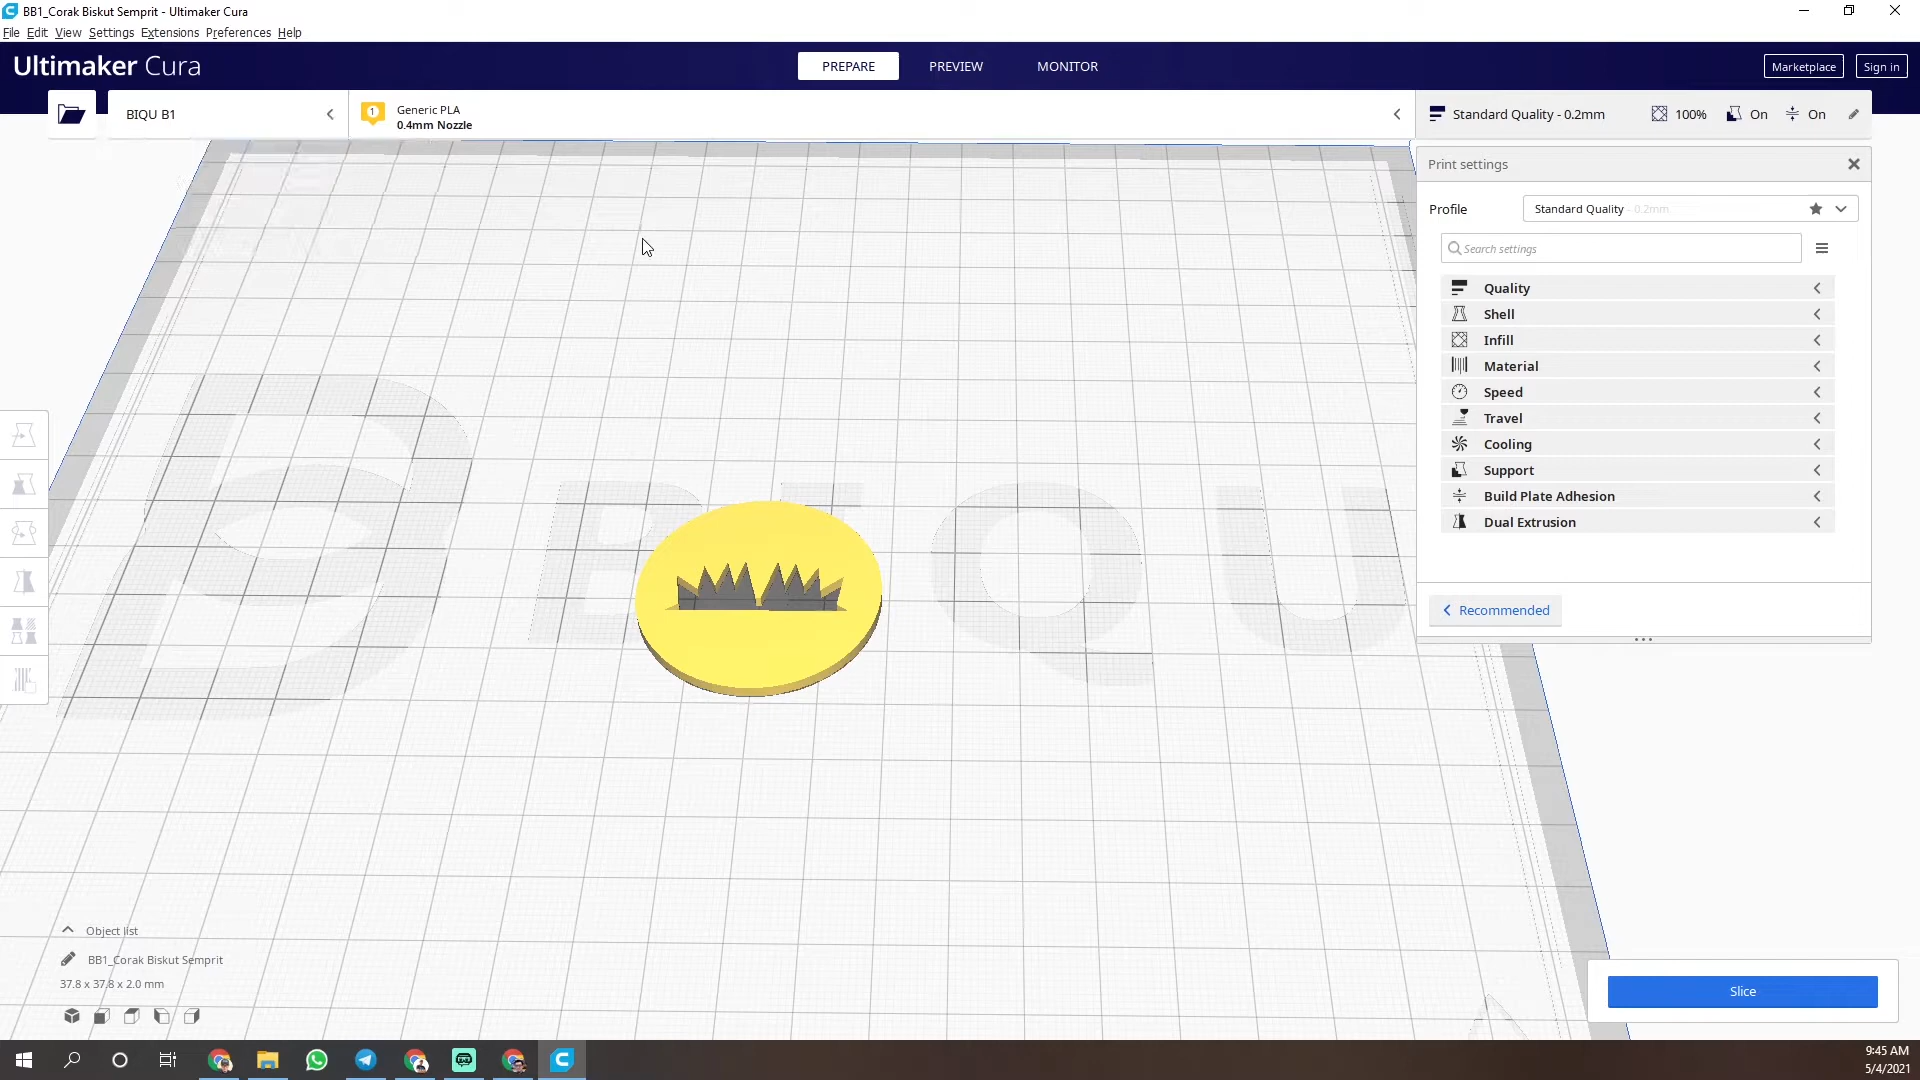 BB1_Corak Biskut Semprit - Ultimaker Cura
File Edit View Settings Extensions Preferences Help
Ultimaker Cura
PREPARE
PREVIEW
MONITOR
Marketplace
Sign in
BIQU B1
1
Generic PLA
0.4mm Nozzle
Standard Quality - 0.2mm
100%
On
On
Print settings
Profile
Standard Quality - 0.2mm
Search settings
Quality
Shell
Infill
Material
Speed
Travel
Cooling
Support
Build Plate Adhesion
Dual Extrusion
Recommended
BIQU
Object list
BB1_Corak Biskut Semprit
37.8 x 37.8 x 2.0 mm
Slice
9:45 AM
5/4/2021